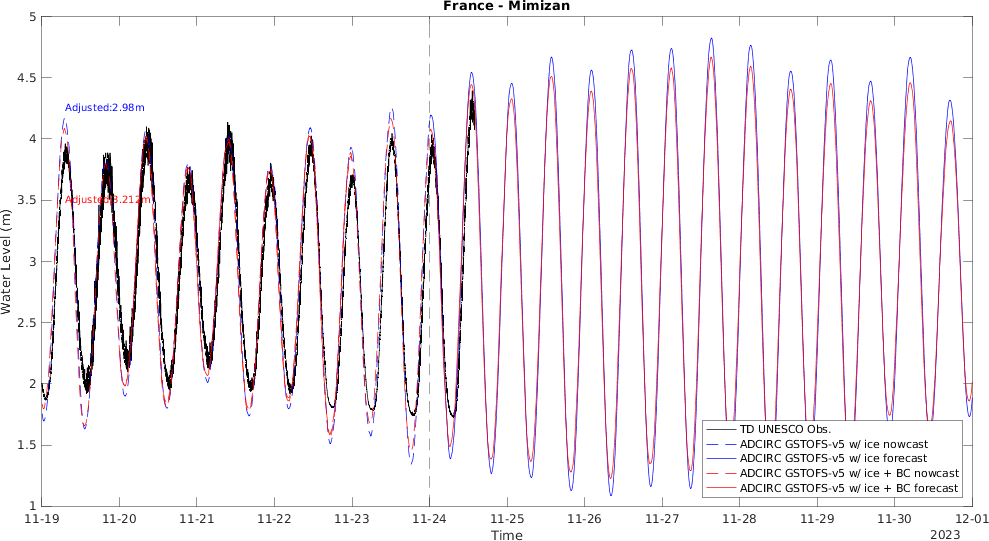 France - Mimizan
5
4.5
4
3.5
3
2.5
2
1.5
1
Water Level (m)
Adjusted:2.98m
Adjusted:3.212m
TD UNESCO Obs.
ADCIRC GSTOFS-v5 w/ ice nowcast
ADCIRC GSTOFS-v5 w/ ice forecast
ADCIRC GSTOFS-v5 w/ ice + BC nowcast
ADCIRC GSTOFS-v5 w/ ice + BC forecast
11-19 11-20 11-21 11-22 11-23 11-24 11-25 11-26 11-27 11-28 11-29 11-30 12-01
Time
2023